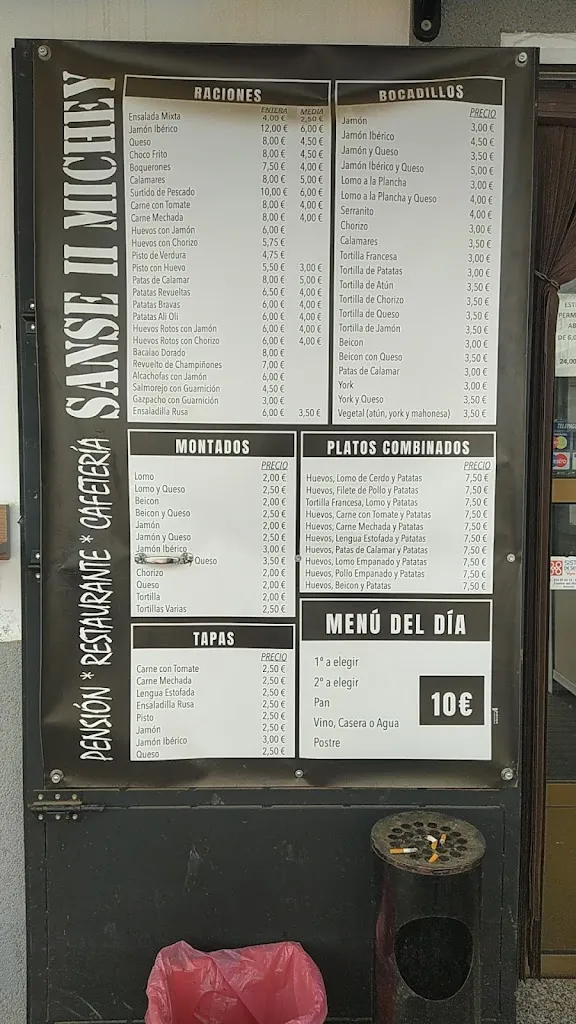 SANSE II MICHEY
PENSIÓN * RESTAURANTE * CAFETERÍA
RACIONES
ENTERA MEDIA
Ensalada Mixta 4,00 € 2,50 €
Jamón Ibérico 12,00 € 6,00 €
Queso 8,00 € 4,50 €
Choco Frito 8,00 € 4,50 €
Boquerones 7,50 € 4,00 €
Calamares 8,00 € 5,00 €
Surtido de Pescado 10,00 € 6,00 €
Carne con Tomate 8,00 € 4,00 €
Carne Mechada 8,00 € 4,00 €
Huevos con Jamón 6,00 €
Huevos con Chorizo 5,75 €
Pisto de Verdura 4,75 €
Pisto con Huevo 5,50 € 3,00 €
Patas de Calamar 8,00 € 5,00 €
Patatas Revueltas 6,50 € 4,00 €
Patatas Bravas 6,00 € 4,00 €
Patatas Ali Oli 6,00 € 4,00 €
Huevos Rotos con Jamón 6,00 € 4,00 €
Huevos Rotos con Chorizo 6,00 € 4,00 €
Bacalao Dorado 8,00 €
Revuelto de Champiñones 7,00 €
Alcachofas con Jamón 6,00 €
Salmorejo con Guarnición 4,50 €
Gazpacho con Guarnición 3,00 €
Ensaladilla Rusa 6,00 € 3,50 €
BOCADILLOS
PRECIO
Jamón 3,00 €
Jamón Ibérico 4,50 €
Jamón y Queso 3,50 €
Jamón Ibérico y Queso 5,00 €
Lomo a la Plancha 3,00 €
Lomo a la Plancha y Queso 4,00 €
Serranito 4,00 €
Chorizo 3,00 €
Calamares 3,50 €
Tortilla Francesa 3,00 €
Tortilla de Patatas 3,00 €
Tortilla de Atún 3,50 €
Tortilla de Chorizo 3,50 €
Tortilla de Queso 3,50 €
Tortilla de Jamón 3,50 €
Beicon 3,00 €
Beicon con Queso 3,50 €
Patas de Calamar 3,00 €
York 3,00 €
York y Queso 3,50 €
Vegetal (atún, york y mahonesa) 3,50 €
MONTADOS
PRECIO
Lomo 2,00 €
Lomo y Queso 2,50 €
Beicon 2,00 €
Beicon y Queso 2,50 €
Jamón 2,00 €
Jamón y Queso 2,50 €
Jamón Ibérico 3,00 €
Queso 3,50 €
Chorizo 2,00 €
Queso 2,00 €
Tortilla 2,00 €
Tortillas Varias 2,50 €
PLATOS COMBINADOS
PRECIO
Huevos, Lomo de Cerdo y Patatas 7,50 €
Huevos, Filete de Pollo y Patatas 7,50 €
Tortilla Francesa, Lomo y Patatas 7,50 €
Huevos, Carne con Tomate y Patatas 7,50 €
Huevos, Carne Mechada y Patatas 7,50 €
Huevos, Lengua Estofada y Patatas 7,50 €
Huevos, Patas de Calamar y Patatas 7,50 €
Huevos, Lomo Empanado y Patatas 7,50 €
Huevos, Pollo Empanado y Patatas 7,50 €
Huevos, Beicon y Patatas 7,50 €
TAPAS
PRECIO
Carne con Tomate 2,50 €
Carne Mechada 2,50 €
Lengua Estofada 2,50 €
Ensaladilla Rusa 2,50 €
Pisto 2,50 €
Jamón 2,50 €
Jamón Ibérico 3,00 €
Queso 2,50 €
MENÚ DEL DÍA
1º a elegir
2º a elegir
Pan
Vino, Casera o Agua
Postre
10€